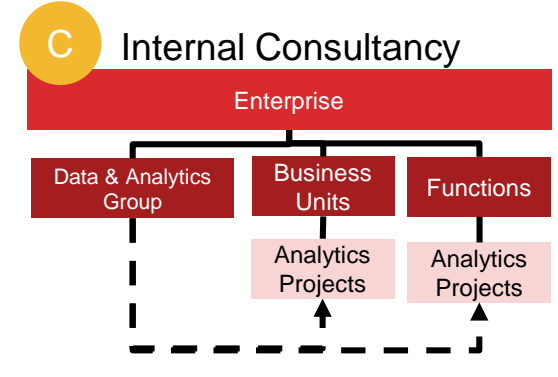 C
Internal Consultancy
Enterprise
Data & Analytics
Group
Business
Units
Functions
Analytics
Projects
Analytics
Projects